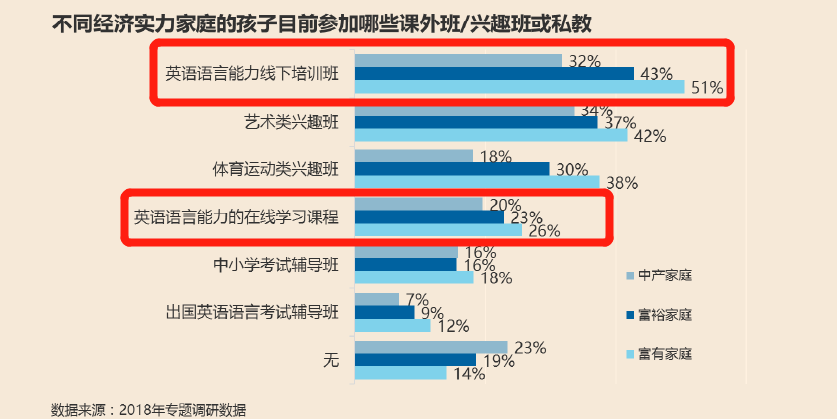 不同经济实力家庭的孩子目前参加哪些课外班/兴趣班或私教
英语语言能力线下培训班
32%
43%
51%
艺术类兴趣班
34%
37%
42%
体育运动类兴趣班
18%
30%
38%
英语语言能力的在线学习课程
20%
23%
26%
中小学考试辅导班
16%
16%
18%
出国英语语言考试辅导班
7%
9%
12%
无
23%
19%
14%
中产家庭
富裕家庭
富有家庭
数据来源：2018年专题调研数据